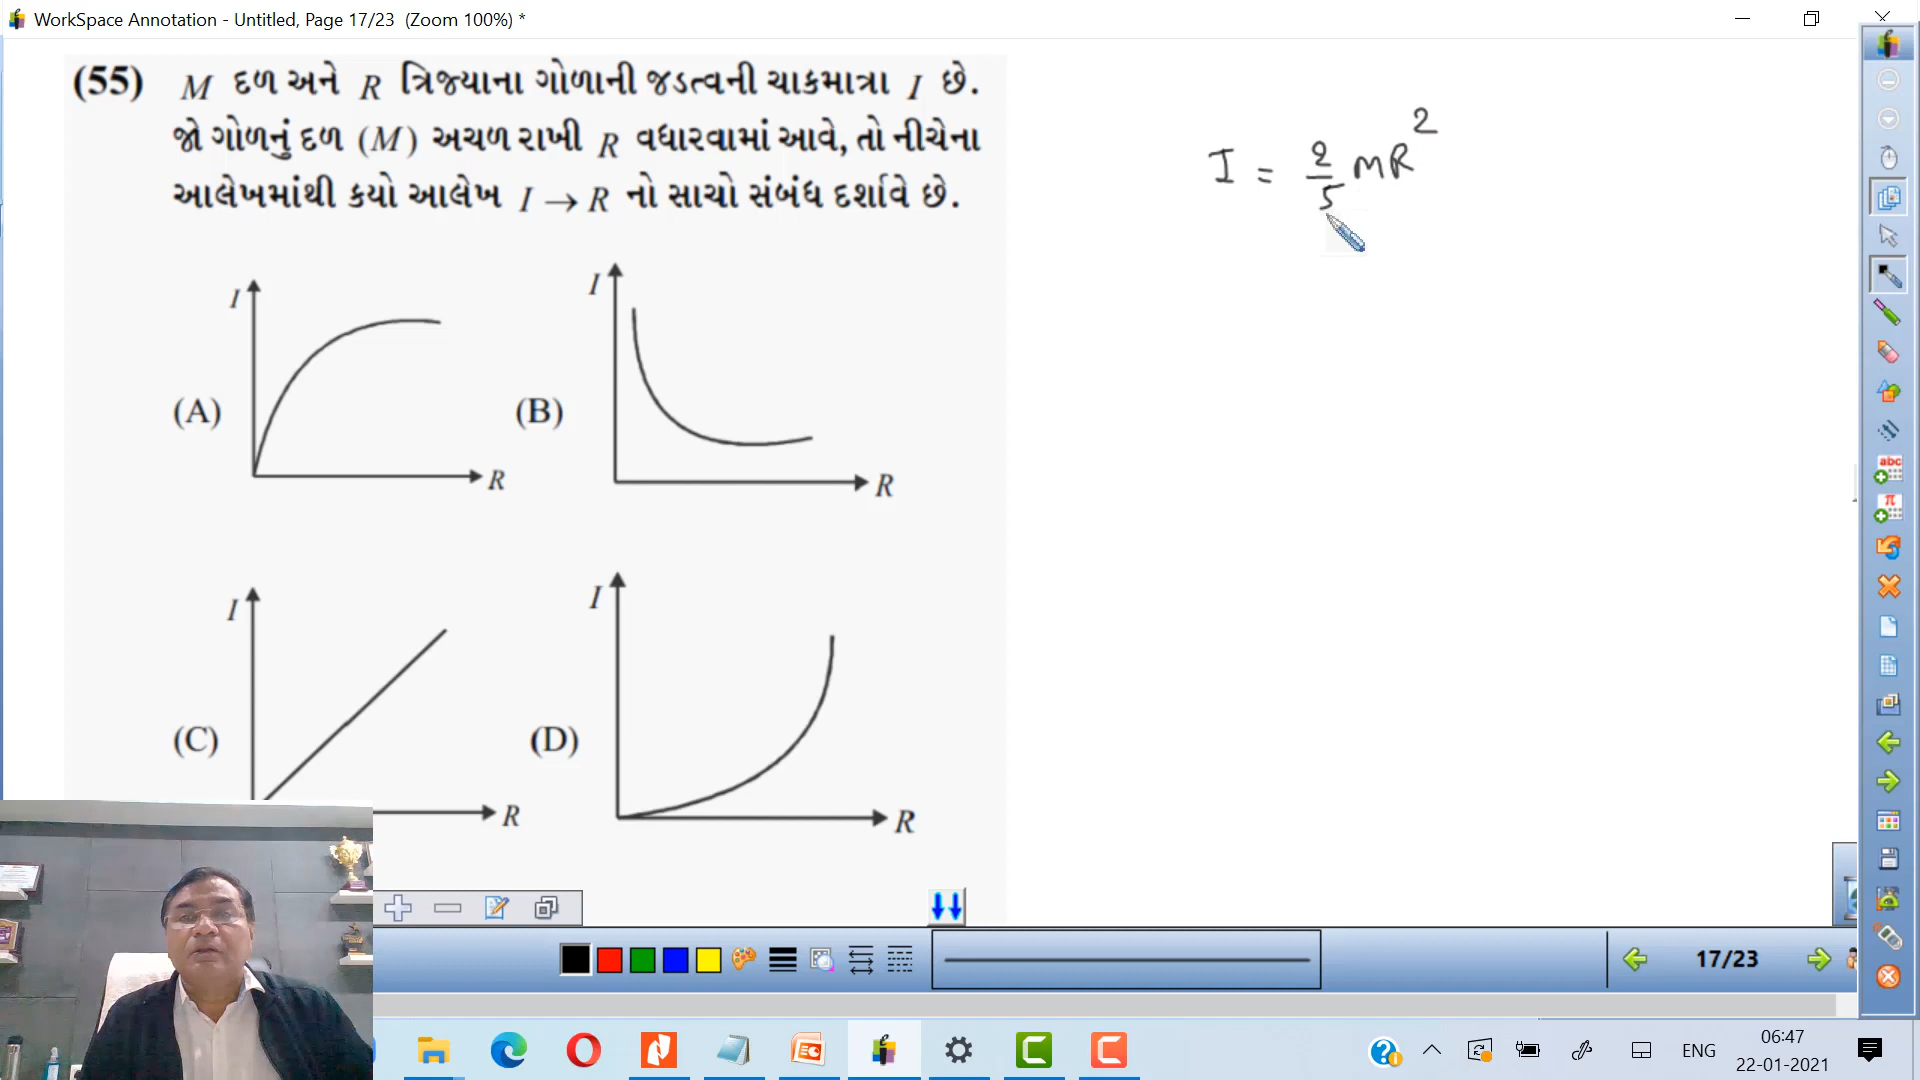 WorkSpace Annotation - Untitled, Page 17/23 (Zoom 100%) *
(55) M દળ અને R ત્રિજ્યાના ગોળાની જડત્વની ચાકમાત્રા I છે.
જો ગોળનું દળ (M) અચળ રાખી R વધારવામાં આવે, તો નીચેના
આલેખમાંથી કયો આલેખ I → R નો સાચો સંબંધ દર્શાવે છે.
I = 2/5 MR²
I
R
(A)
I
R
(B)
I
R
(C)
I
R
(D)
abc
π
17/23
ENG
06:47
22-01-2021